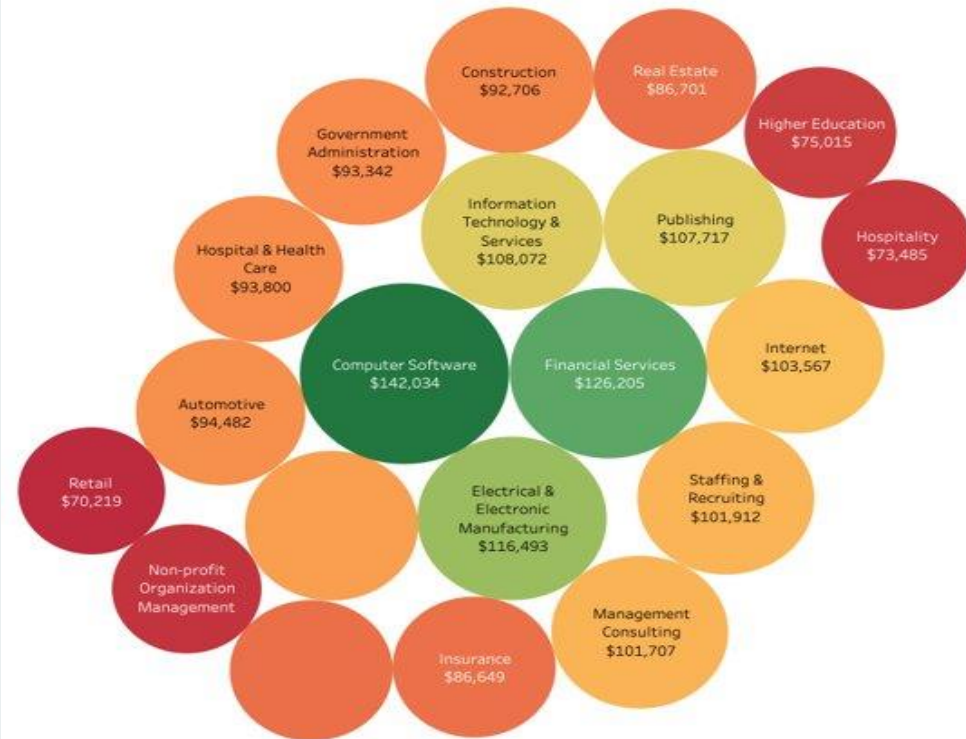 Construction
$92,706
Real Estate
$86,701
Higher Education
$75,015
Government
Administration
$93,342
Information
Technology &
Services
$108,072
Publishing
$107,717
Hospitality
$73,485
Hospital & Health
Care
$93,800
Computer Software
$142,034
Financial Services
$126,205
Internet
$103,567
Automotive
$94,482
Retail
$70,219
Electrical &
Electronic
Manufacturing
$116,493
Staffing &
Recruiting
$101,912
Non-profit
Organization
Management
Management
Consulting
$101,707
Insurance
$86,649